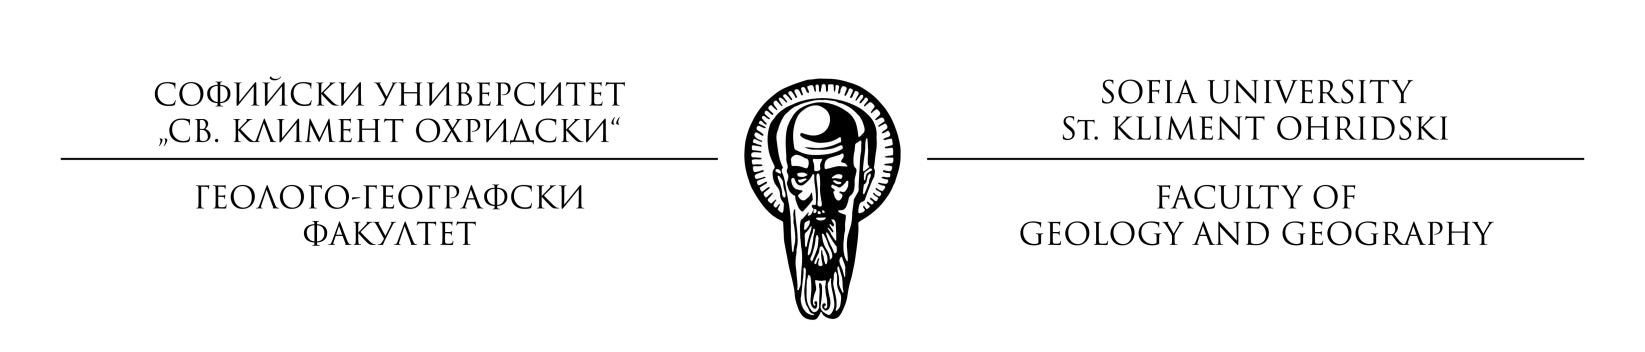 СОФИЙСКИ УНИВЕРСИТЕТ
„СВ. КЛИМЕНТ ОХРИДСКИ“
ГЕОЛОГО-ГЕОГРАФСКИ
ФАКУЛТЕТ
SOFIA UNIVERSITY
ST. KLIMENT OHRIDSKI
FACULTY OF
GEOLOGY AND GEOGRAPHY